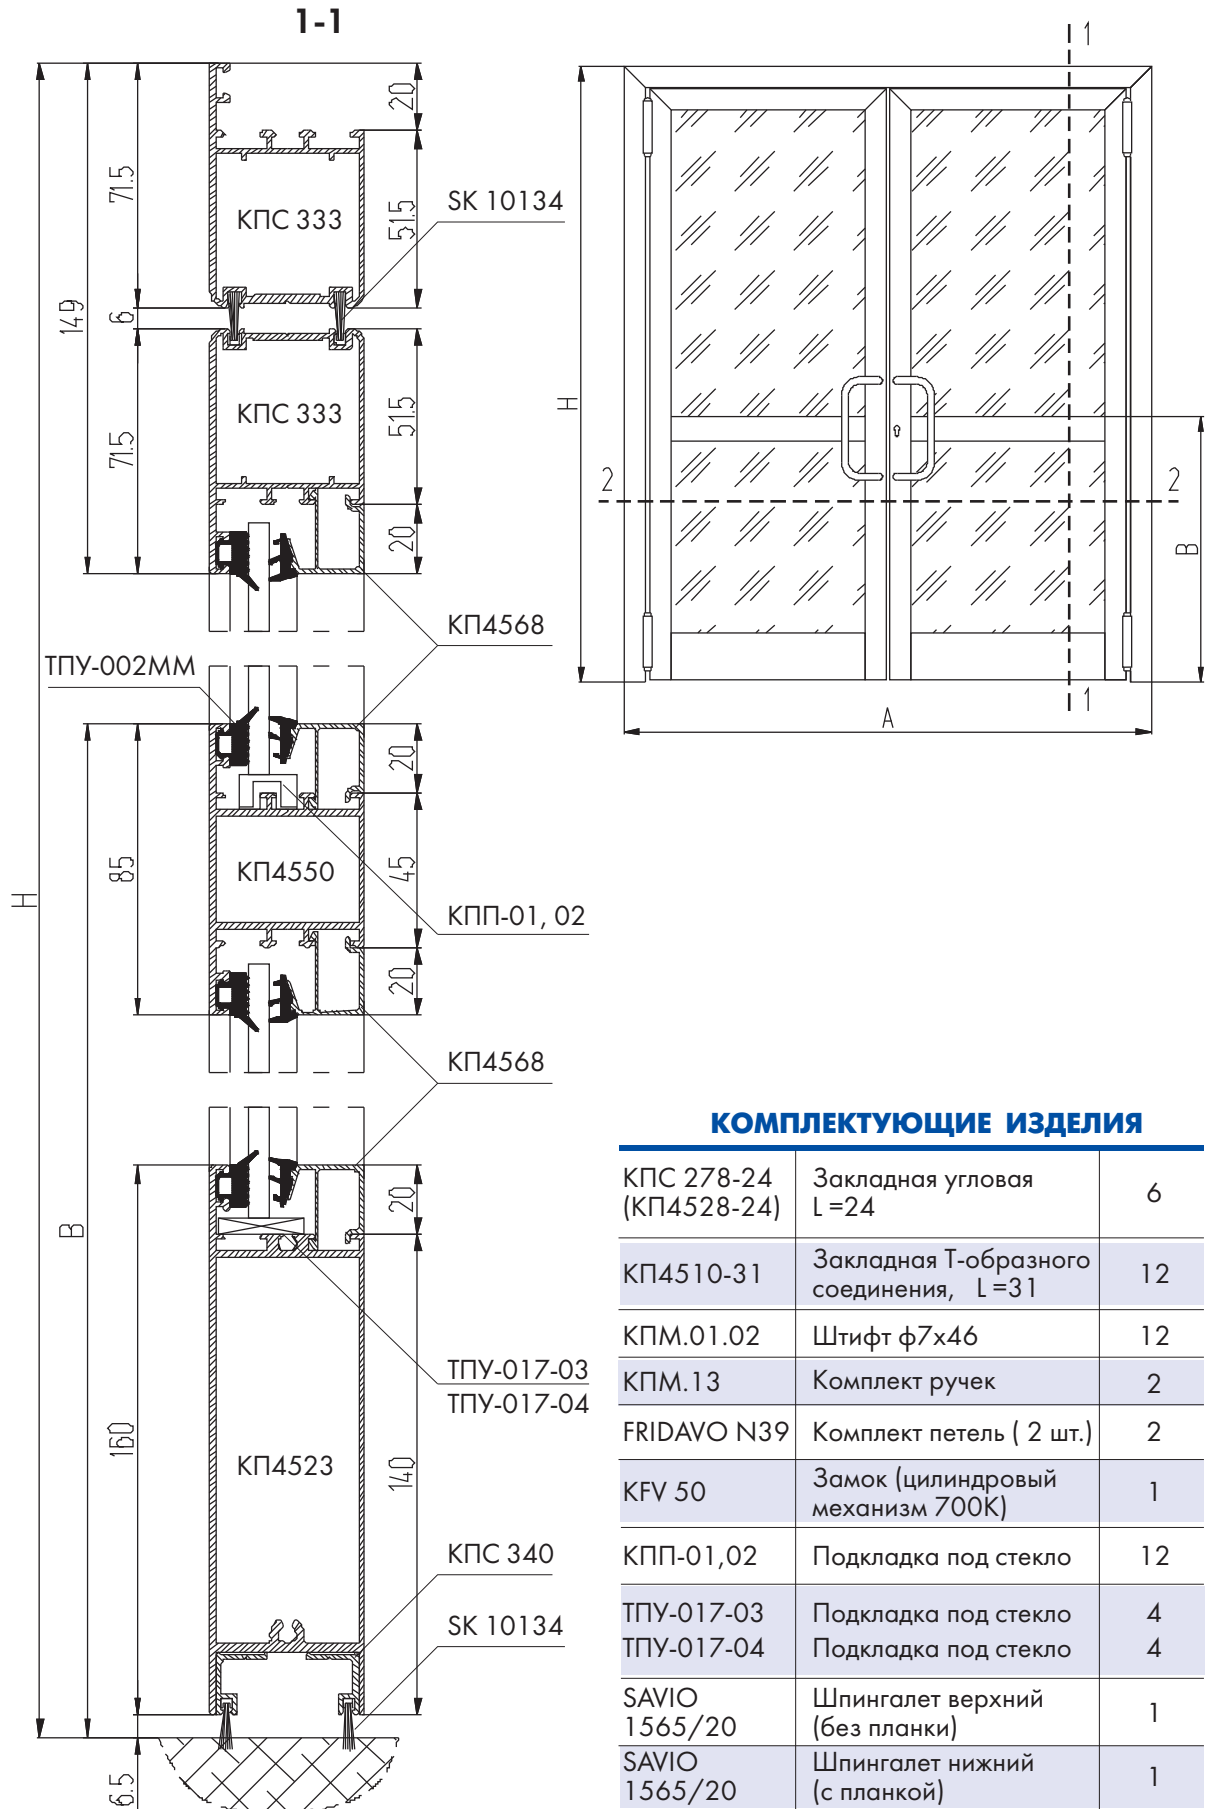 1-1
1
20
71.5
КПС 333
SK 10134
51.5
149
6
КПС 333
51.5
71.5
20
H
2
2
B
1
A
КП4568
ТПУ-002ММ
20
85
КП4550
45
H
КПП-01, 02
20
КП4568
B
20
ТПУ-017-03
ТПУ-017-04
160
КП4523
140
КПС 340
SK 10134
6.5
КОМПЛЕКТУЮЩИЕ ИЗДЕЛИЯ
КПС 278-24 Закладная угловая 6
(КП4528-24) L =24
КП4510-31 Закладная Т-образного 12
соединения, L =31
КПМ.01.02 Штифт ф7х46 12
КПМ.13 Комплект ручек 2
FRIDAVO N39 Комплект петель ( 2 шт.) 2
KFV 50 Замок (цилиндровый 1
механизм 700К)
КПП-01,02 Подкладка под стекло 12
ТПУ-017-03 Подкладка под стекло 4
ТПУ-017-04 Подкладка под стекло 4
SAVIO Шпингалет верхний 1
1565/20 (без планки)
SAVIO Шпингалет нижний 1
1565/20 (с планкой)